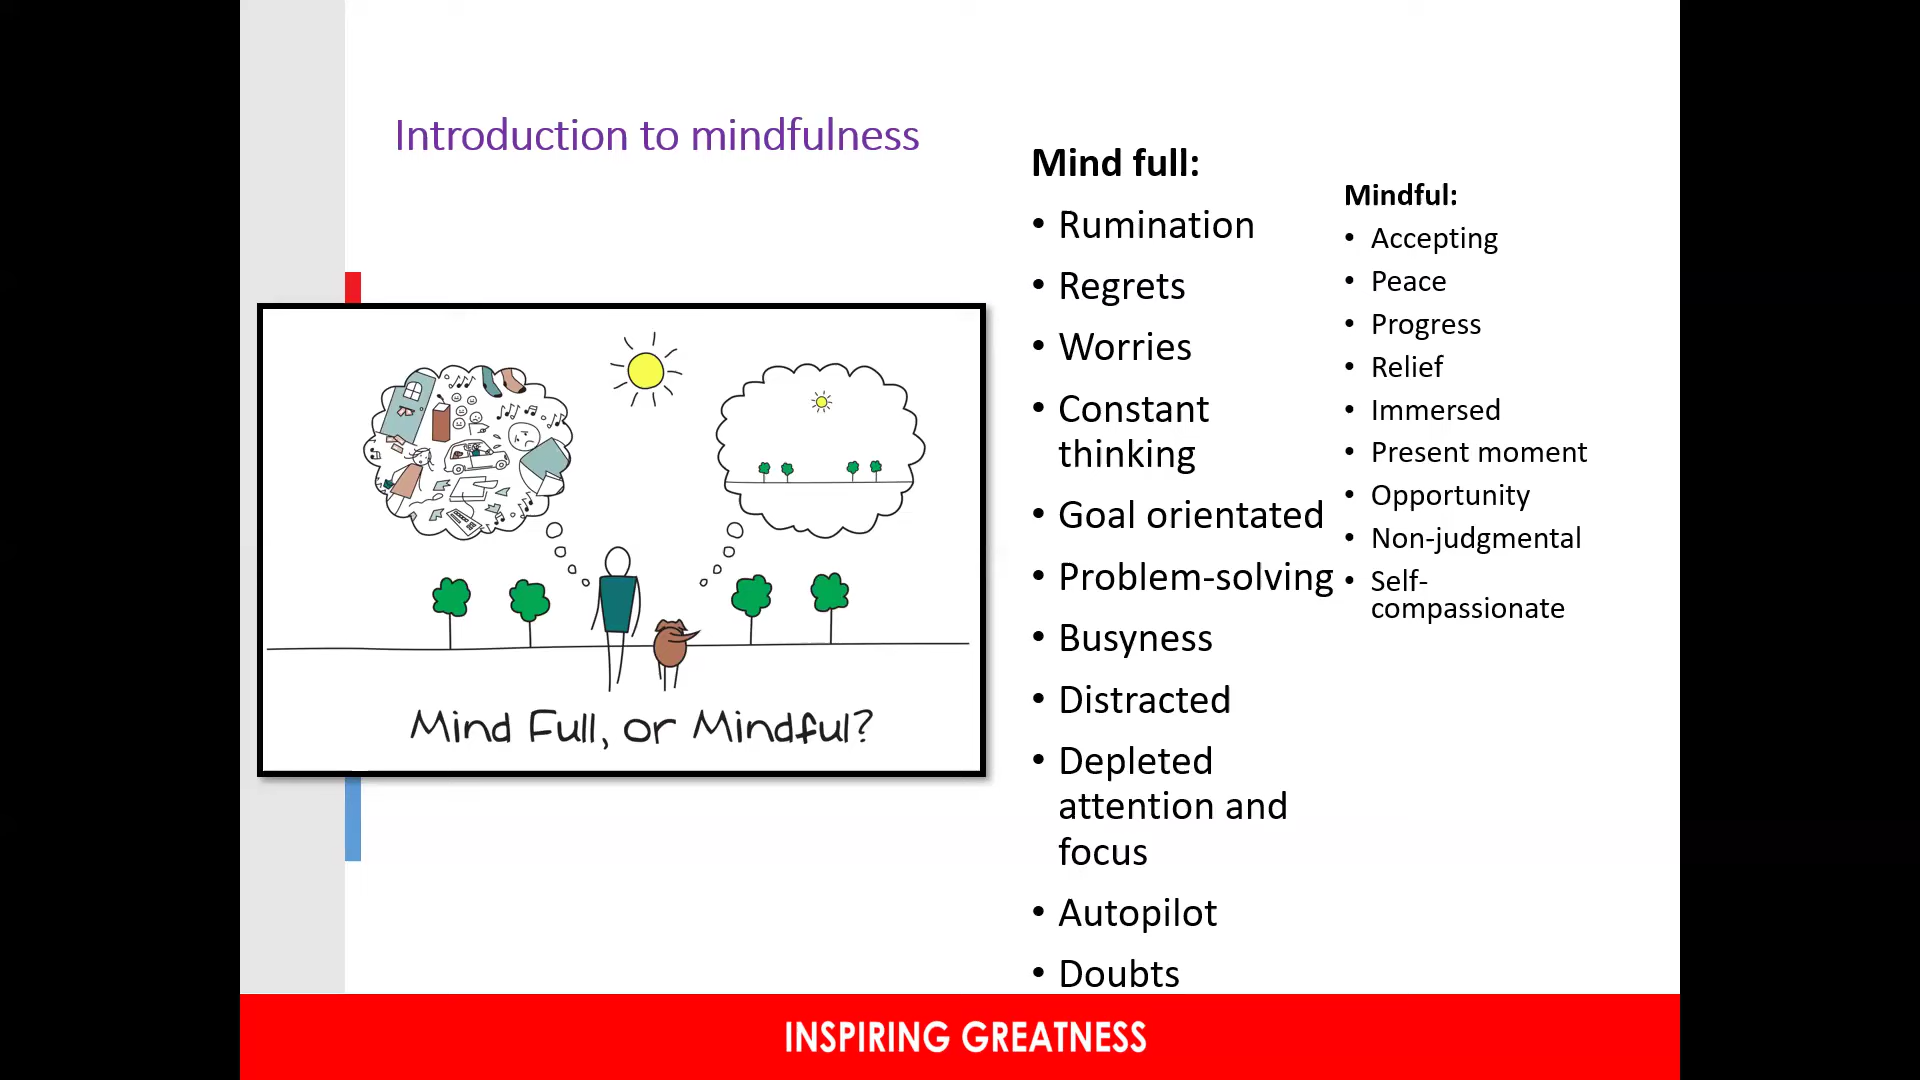 Introduction to mindfulness
Mind Full, or Mindful?
Mind full:
• Rumination
• Regrets
• Worries
• Constant
thinking
• Goal orientated
• Problem-solving
• Busyness
• Distracted
• Depleted
attention and
focus
• Autopilot
• Doubts
Mindful:
• Accepting
• Peace
• Progress
• Relief
• Immersed
• Present moment
• Opportunity
• Non-judgmental
• Self-
compassionate
INSPIRING GREATNESS